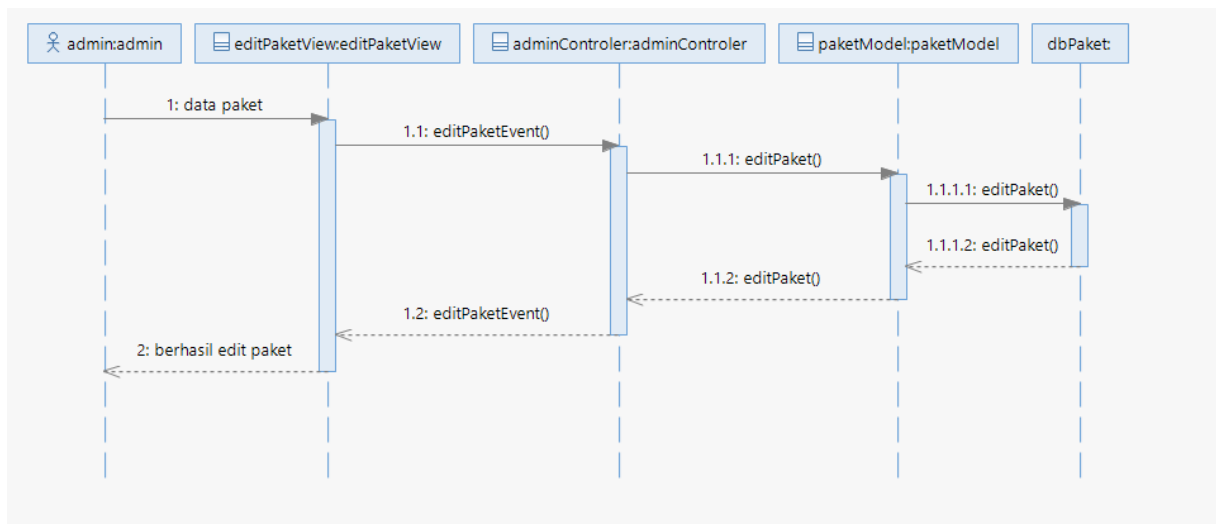 admin:admin
editPaketView:editPaketView
adminControler:adminControler
paketModel:paketModel
dbPaket:
1: data paket
1.1: editPaketEvent()
1.1.1: editPaket()
1.1.1.1: editPaket()
1.1.1.2: editPaket()
1.1.2: editPaket()
1.2: editPaketEvent()
2: berhasil edit paket